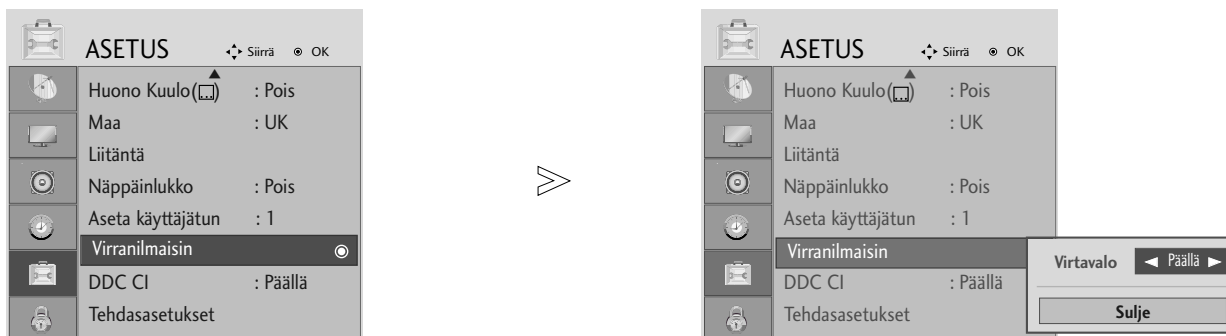 ASETUS Siirrä OK
Huono Kuulo( ) : Pois
Maa : UK
Liitäntä
Näppäinlukko : Pois
Aseta käyttäjätun : 1
Virranilmaisin
DDC CI : Päällä
Tehdasasetukset
ASETUS Siirrä OK
Huono Kuulo( ) : Pois
Maa : UK
Liitäntä
Näppäinlukko : Pois
Aseta käyttäjätun : 1
Virranilmaisin
DDC CI : Päällä
Tehdasasetukset
Virtavalo ◄ Päällä ►
Sulje